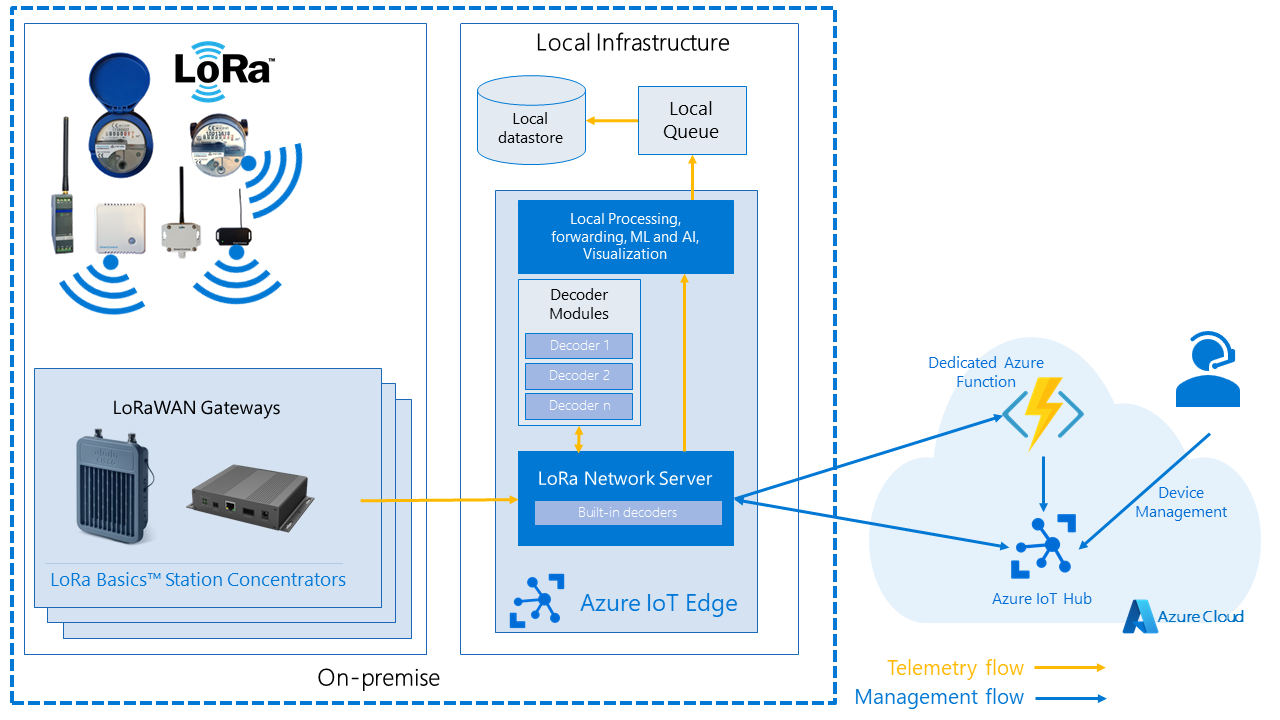 LoRa™
Local Infrastructure
Local
datastore
Local
Queue
Local Processing,
forwarding, ML and AI,
Visualization
Decoder
Modules
Decoder 1
Decoder 2
Decoder n
LoRaWAN Gateways
LoRa Basics™ Station Concentrators
LoRa Network Server
Built-in decoders
Azure IoT Edge
On-premise
Dedicated Azure
Function
Device
Management
Azure IoT Hub
Azure Cloud
Telemetry flow
Management flow